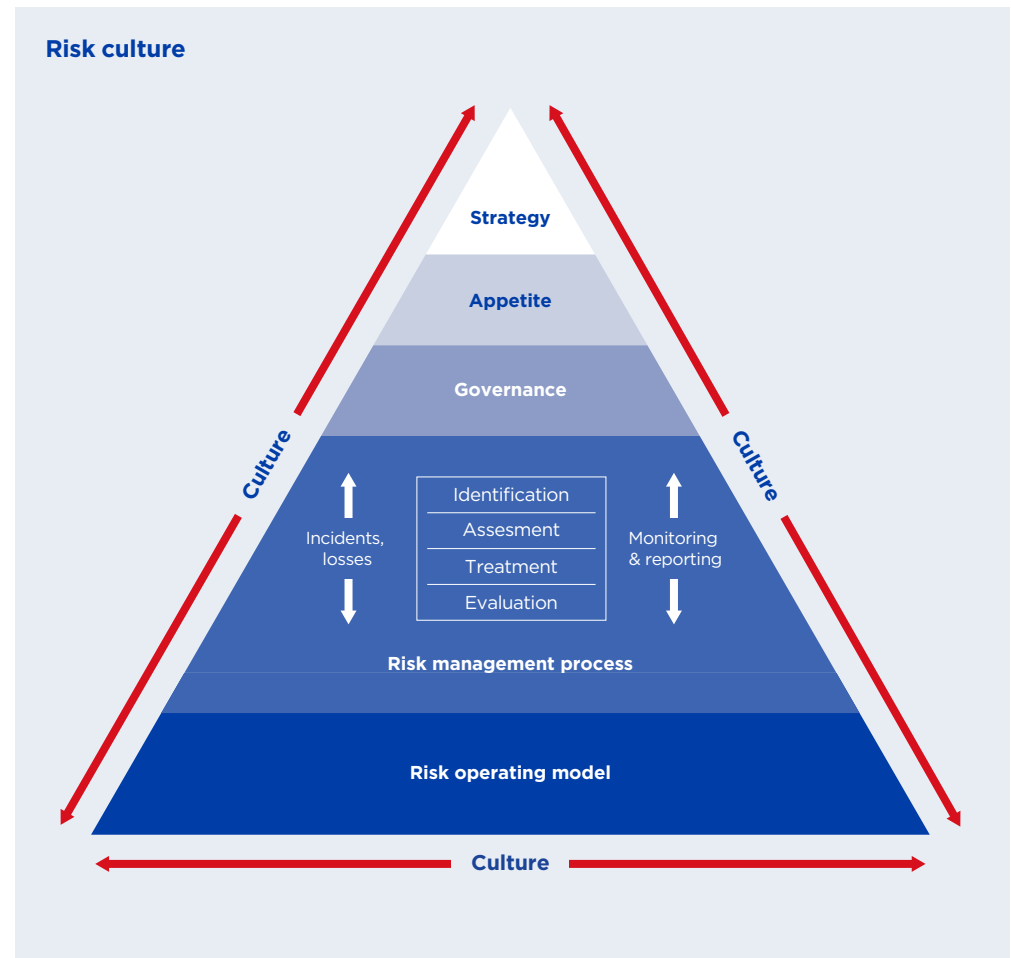 Risk culture
Strategy
Appetite
Governance
Culture
Culture
Identification
Assesment
Treatment
Evaluation
Incidents,
losses
Monitoring
& reporting
Risk management process
Risk operating model
Culture